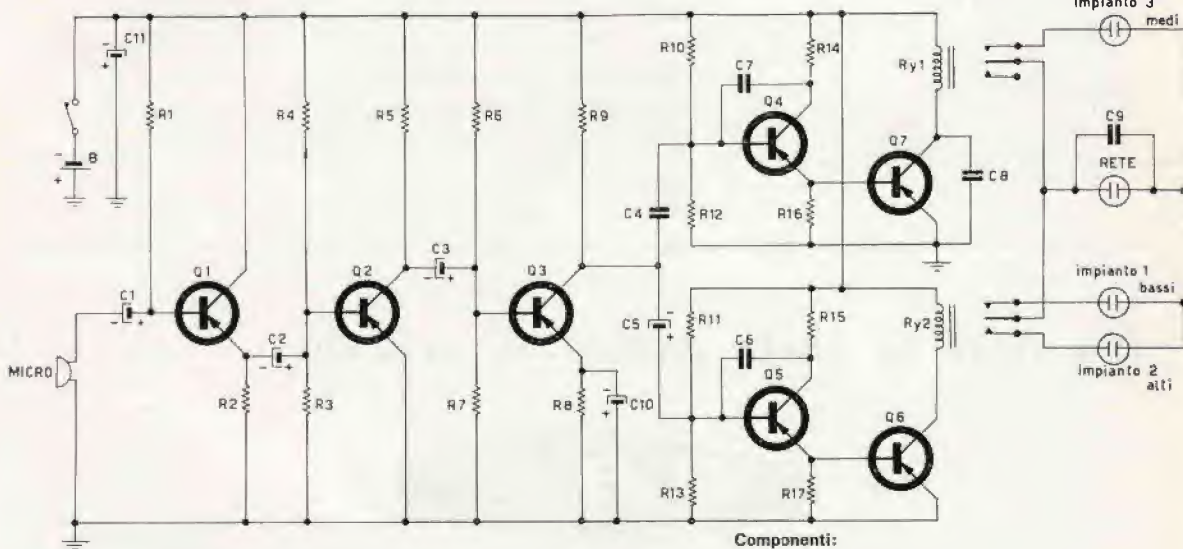 impianto 3
medi
C11
R1
R4
R5
R6
R9
R10
R14
C7
Q4
Ry1
C9
RETE
B
Q7
C8
C4
R12
R16
Q1
Q2
C3
Q3
C1
C2
MICRO
R2
R3
R7
R8
C10
C5
R11
R15
C6
Q5
Ry2
impianto 1
bassi
impianto 2
alti
Q6
R13
R17
Componenti: